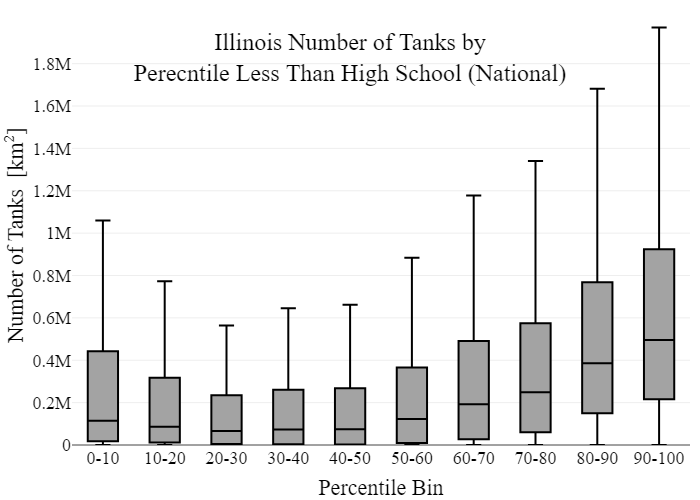 Illinois Number of Tanks by
Perecntile Less Than High School (National)
Number of Tanks [km²]
1.8M
1.6M
1.4M
1.2M
1M
0.8M
0.6M
0.4M
0.2M
0
0-10 10-20 20-30 30-40 40-50 50-60 60-70 70-80 80-90 90-100
Percentile Bin